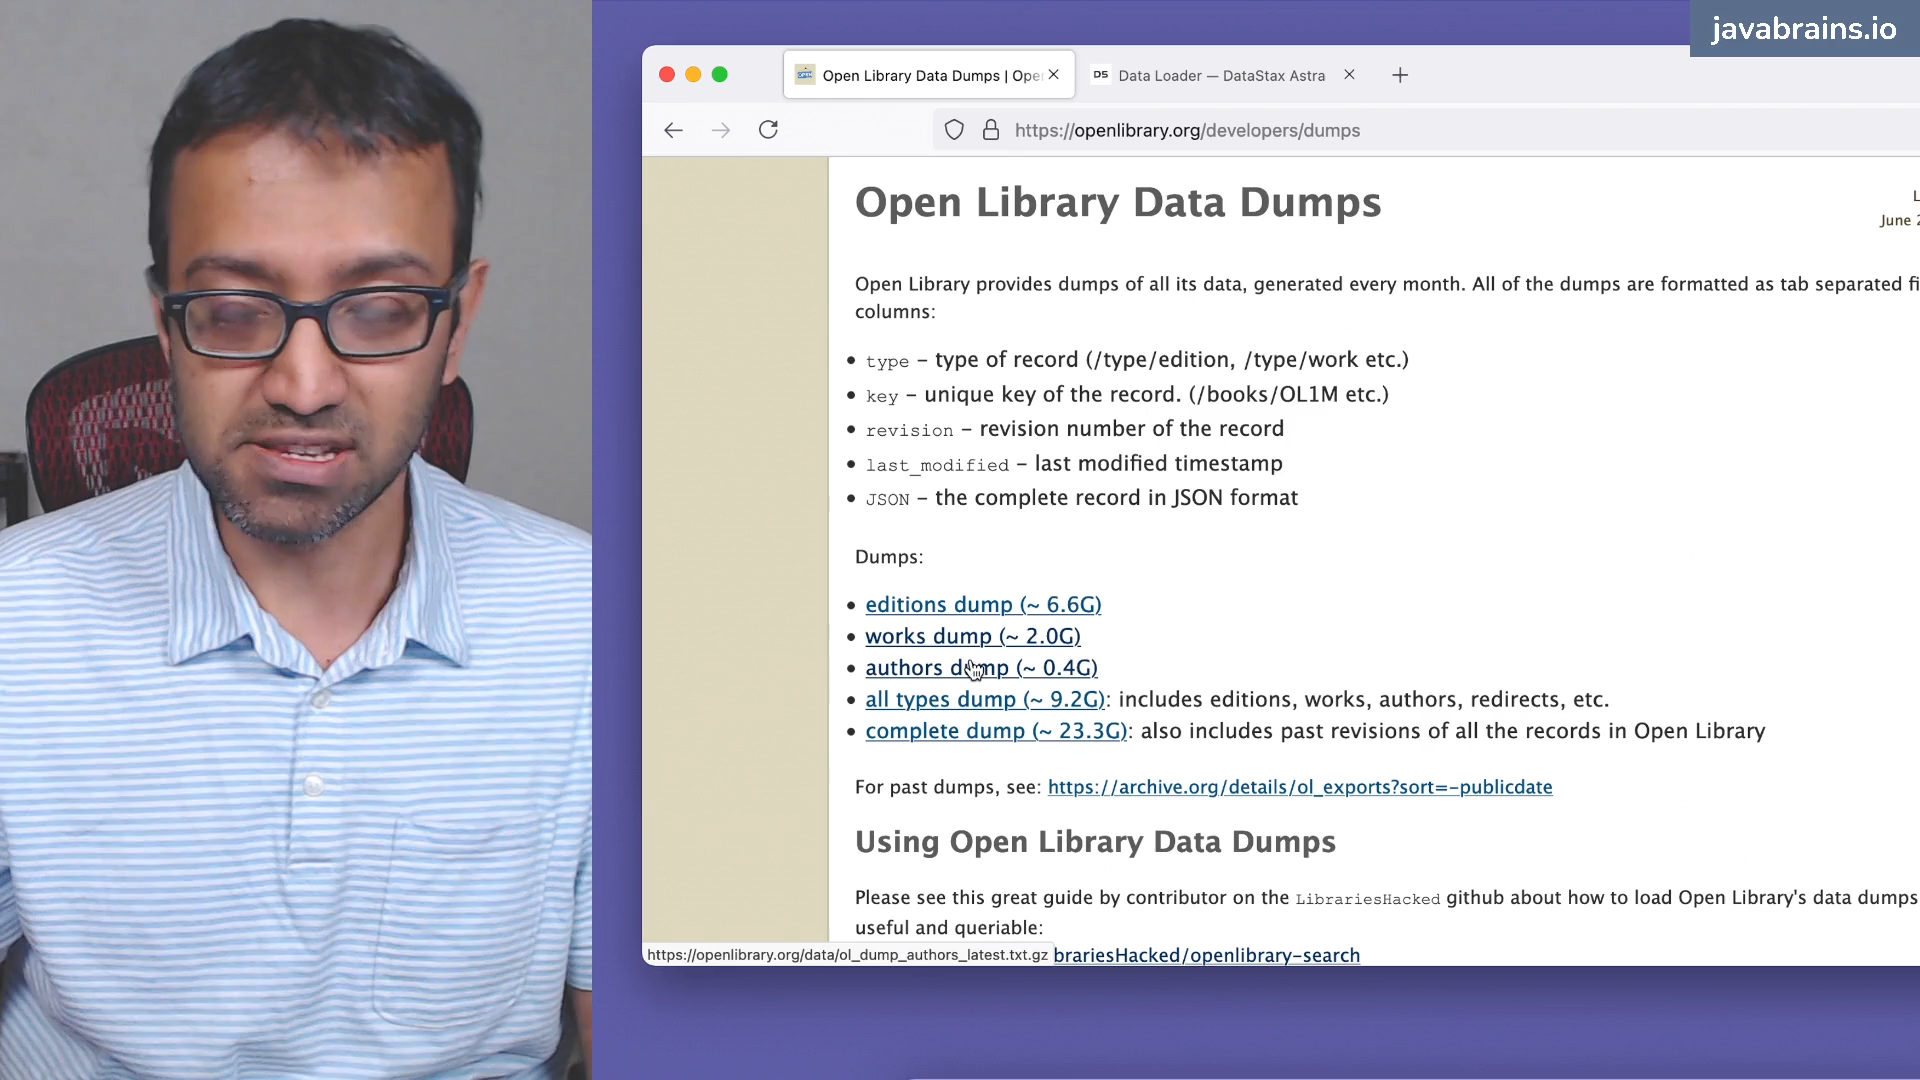 javabrains.io
Open Library Data Dumps | Ope
DS Data Loader — DataStax Astra
https://openlibrary.org/developers/dumps
Open Library Data Dumps
L
June 2
Open Library provides dumps of all its data, generated every month. All of the dumps are formatted as tab separated fi
columns:
• type – type of record (/type/edition, /type/work etc.)
• key – unique key of the record. (/books/OL1M etc.)
• revision – revision number of the record
• last_modified – last modified timestamp
• JSON – the complete record in JSON format
Dumps:
• editions dump (~ 6.6G)
• works dump (~ 2.0G)
• authors dump (~ 0.4G)
• all types dump (~ 9.2G): includes editions, works, authors, redirects, etc.
• complete dump (~ 23.3G): also includes past revisions of all the records in Open Library
For past dumps, see: https://archive.org/details/ol_exports?sort=-publicdate
Using Open Library Data Dumps
Please see this great guide by contributor on the LibrariesHacked github about how to load Open Library's data dumps
useful and queriable:
https://openlibrary.org/data/ol_dump_authors_latest.txt.gz brariesHacked/openlibrary-search